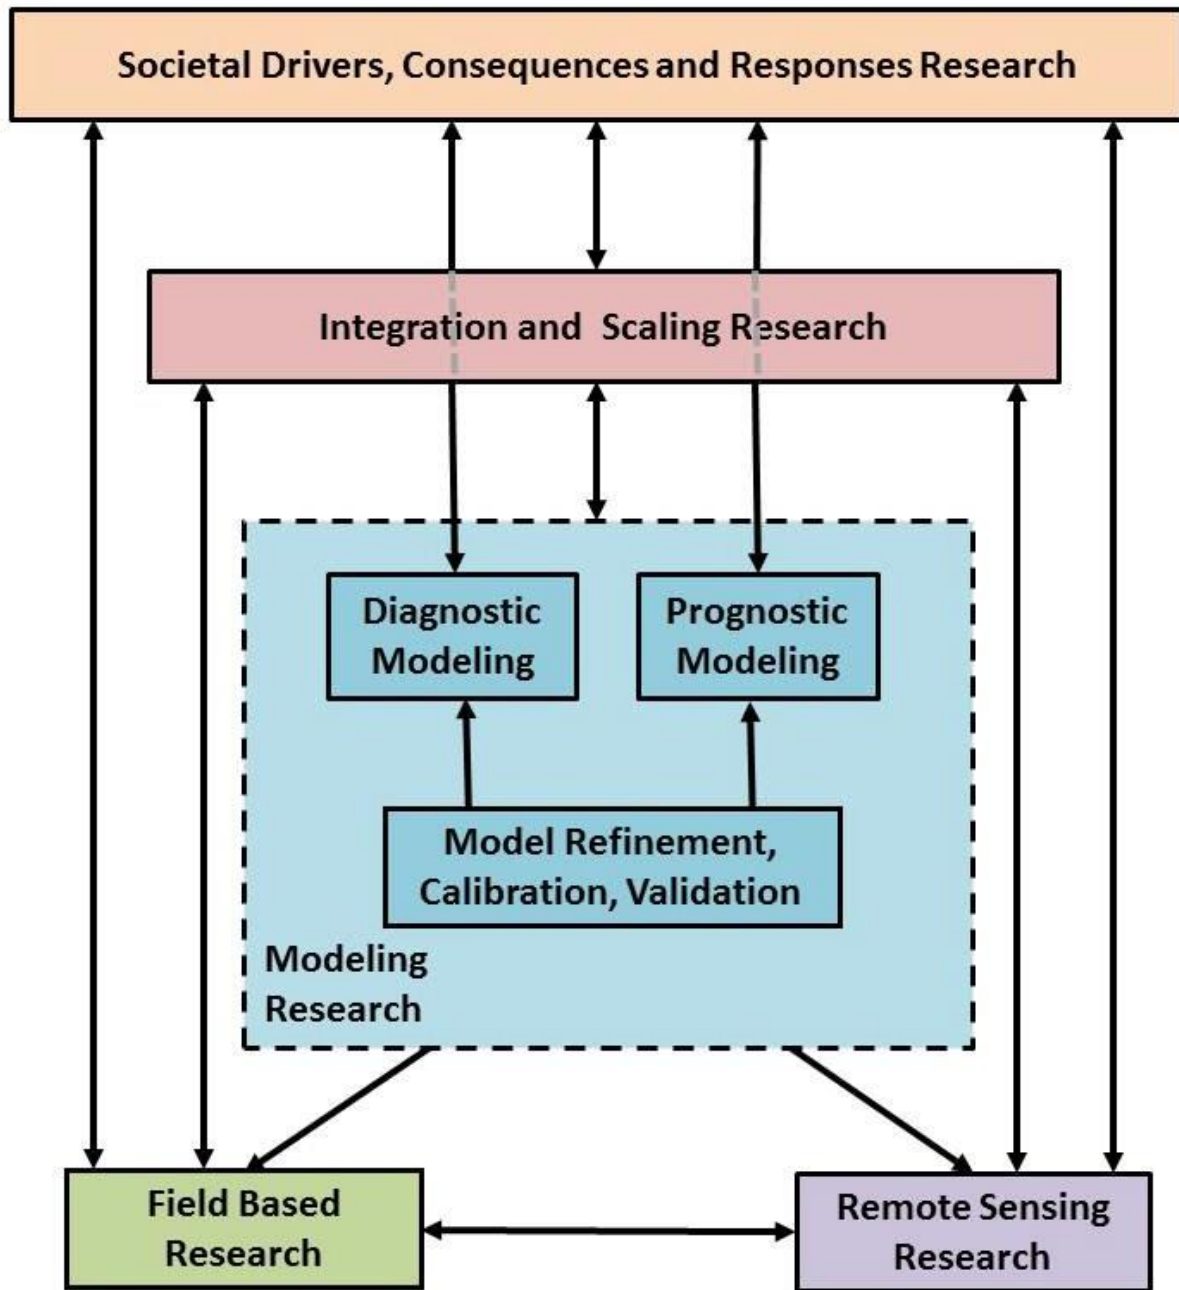 Societal Drivers, Consequences and Responses Research
Integration and Scaling Research
Diagnostic
Modeling
Prognostic
Modeling
Model Refinement,
Calibration, Validation
Modeling
Research
Field Based
Research
Remote Sensing
Research